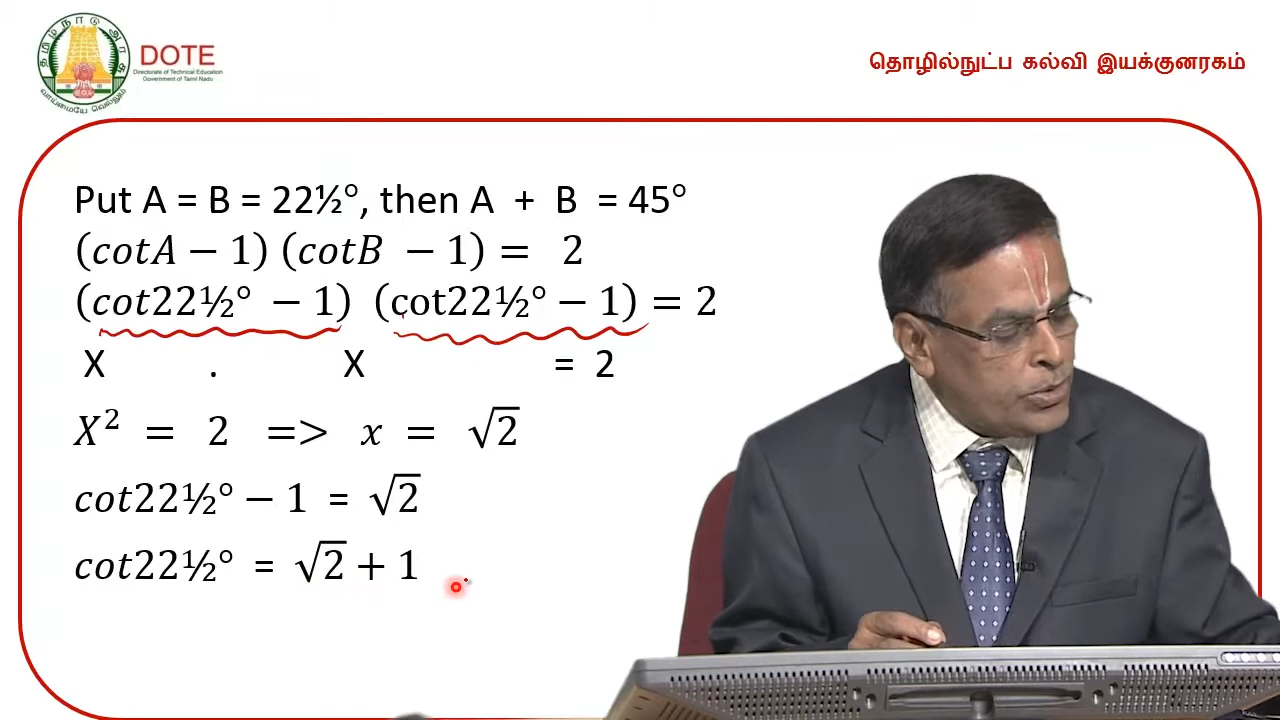 தமிழ்நாடு அரசு
வாய்மையே வெல்லும்
DOTE
Directorate of Technical Education
Government of Tamil Nadu
தொழில்நுட்ப கல்வி இயக்குனரகம்
Put A = B = 22½°, then A + B = 45°
(cotA − 1) (cotB − 1) = 2
(cot22½° − 1) (cot22½° − 1) = 2
X . X = 2
X² = 2 => x = √2
cot22½° − 1 = √2
cot22½° = √2 + 1